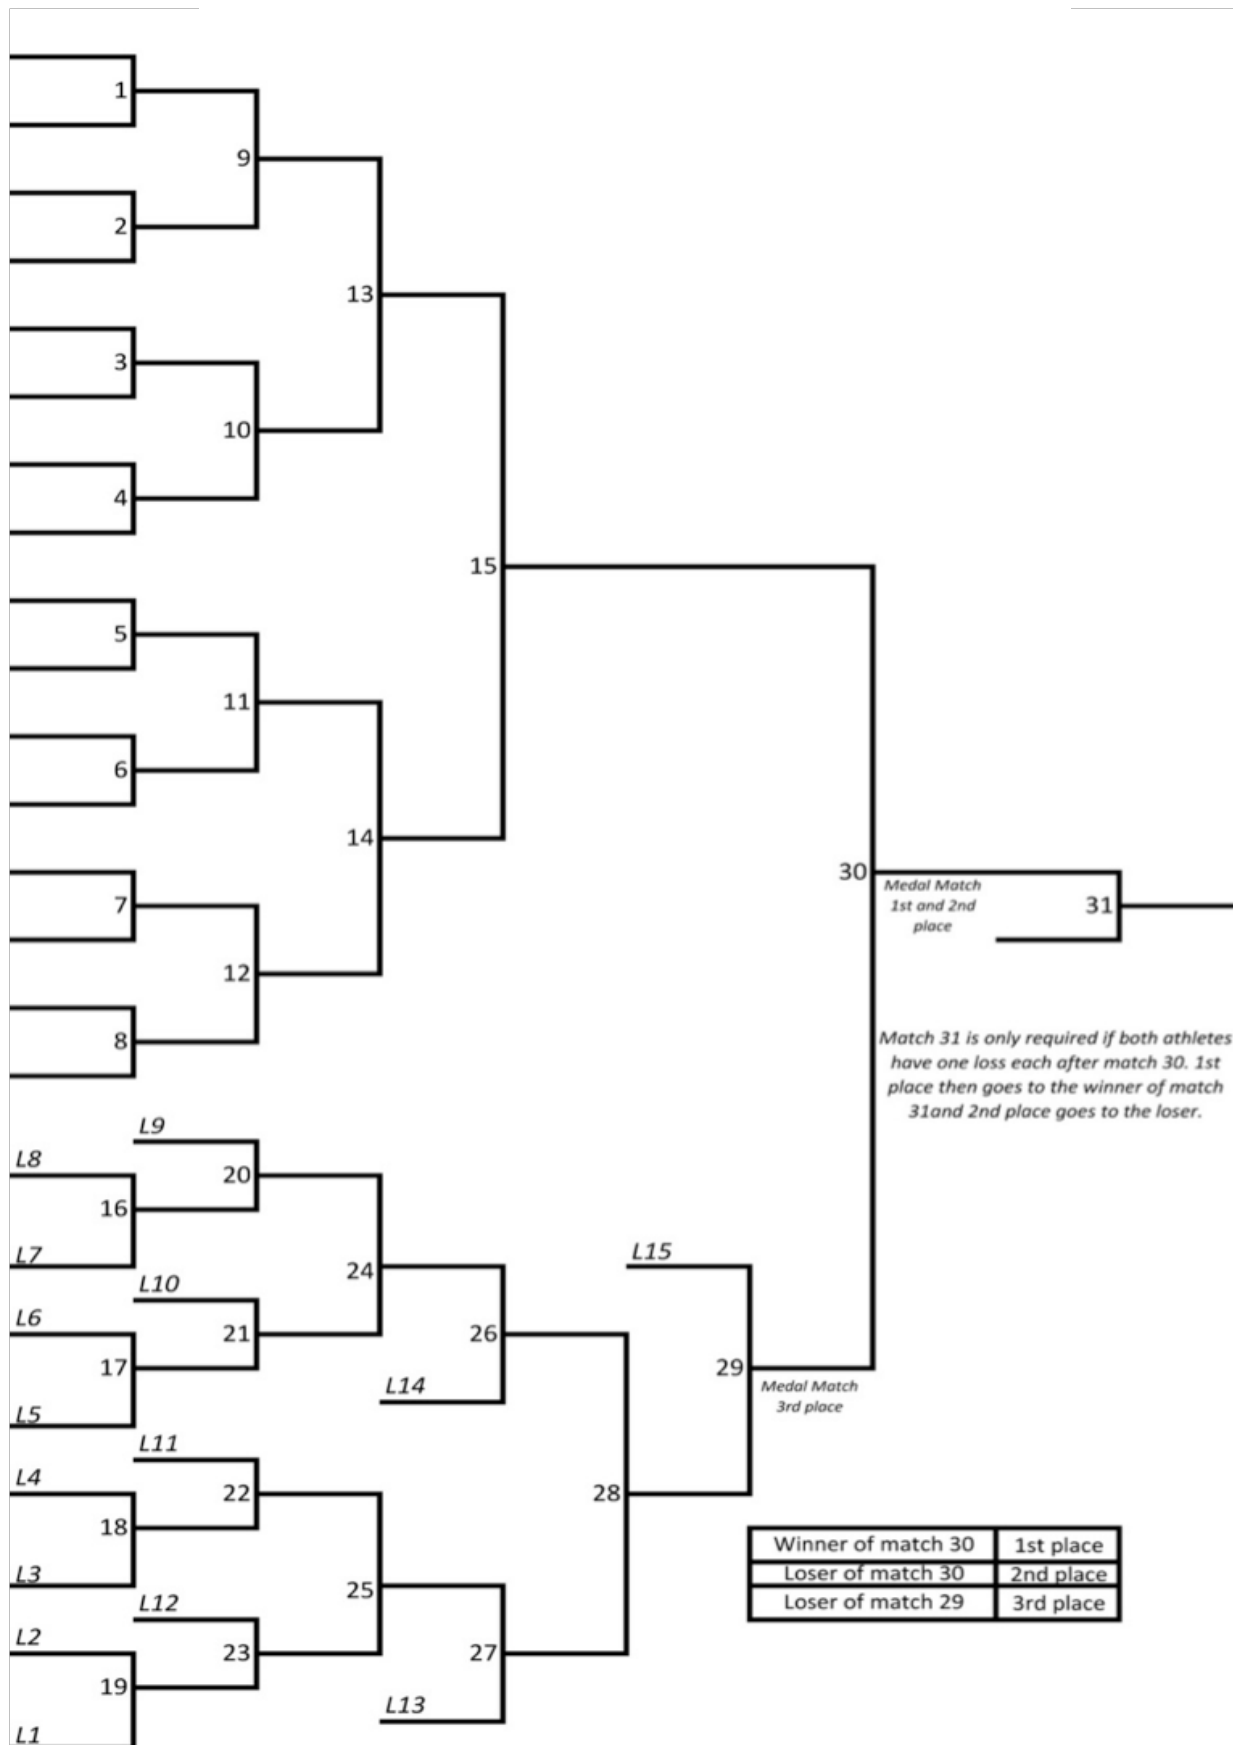 1
9
2
13
3
10
4
15
5
11
6
14
7
12
8
30
Medal Match
1st and 2nd
place
31
Match 31 is only required if both athletes
have one loss each after match 30. 1st
place then goes to the winner of match
31and 2nd place goes to the loser.
L9
L8
20
16
L7
24
L10
L6
21
17
L5
26
L14
L15
29
Medal Match
3rd place
L11
L4
22
18
L3
25
L12
L2
23
19
L1
27
L13
28
Winner of match 30 1st place
Loser of match 30 2nd place
Loser of match 29 3rd place